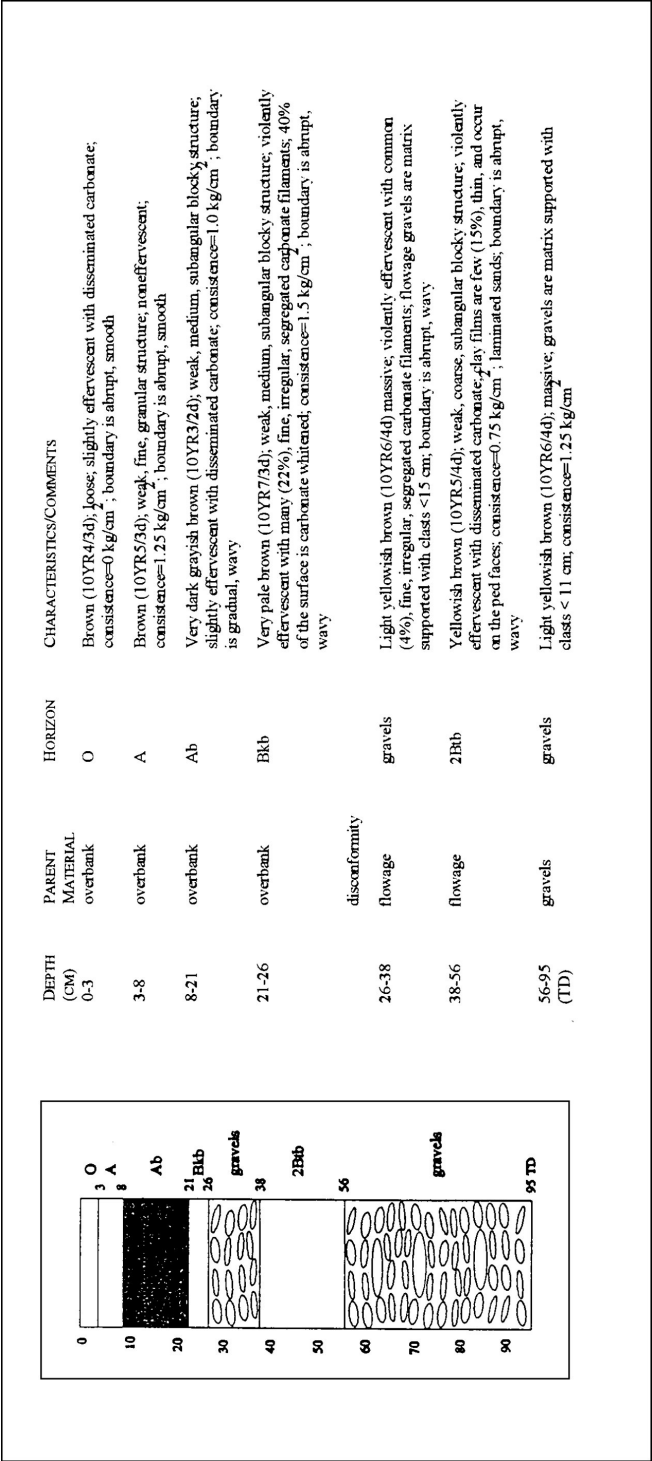 DEPTH
(CM)
PARENT
MATERIAL
HORIZON
CHARACTERISTICS/COMMENTS
0-3
overbank
O
Brown (10YR4/3d); loose; slightly effervescent with disseminated carbonate;
consistence=0 kg/cm2; boundary is abrupt, smooth
3-8
overbank
A
Brown (10YR5/3d); weak, fine, granular structure; noneffervescent;
consistence=1.25 kg/cm2; boundary is abrupt, smooth
8-21
overbank
Ab
Very dark grayish brown (10YR3/2d); weak, medium, subangular blocky structure;
slightly effervescent with disseminated carbonate; consistence=1.0 kg/cm2; boundary
is gradual, wavy
21-26
overbank
Bkb
Very pale brown (10YR7/3d); weak, medium, subangular blocky structure; violently
effervescent with many (22%), fine, irregular, segregated carbonate filaments; 40%
of the surface is carbonate whitened; consistence=1.5 kg/cm2; boundary is abrupt,
wavy
disconformity
26-38
flowage
gravels
Light yellowish brown (10YR6/4d) massive; violently effervescent with common
(4%), fine, irregular, segregated carbonate filaments; flowage gravels are matrix
supported with clasts <15 cm; boundary is abrupt, wavy
38-56
flowage
2Btb
Yellowish brown (10YR5/4d); weak, coarse, subangular blocky structure; violently
effervescent with disseminated carbonate; clay films are few (15%), thin, and occur
on the ped faces; consistence=0.75 kg/cm2; laminated sands; boundary is abrupt,
wavy
56-95
(TD)
gravels
gravels
Light yellowish brown (10YR6/4d); massive; gravels are matrix supported with
clasts < 11 cm; consistence=1.25 kg/cm2
0
10
20
30
40
50
60
70
80
90
O
3
A
8
Ab
21
Bkb
26
gravels
38
2Btb
56
gravels
95 TD